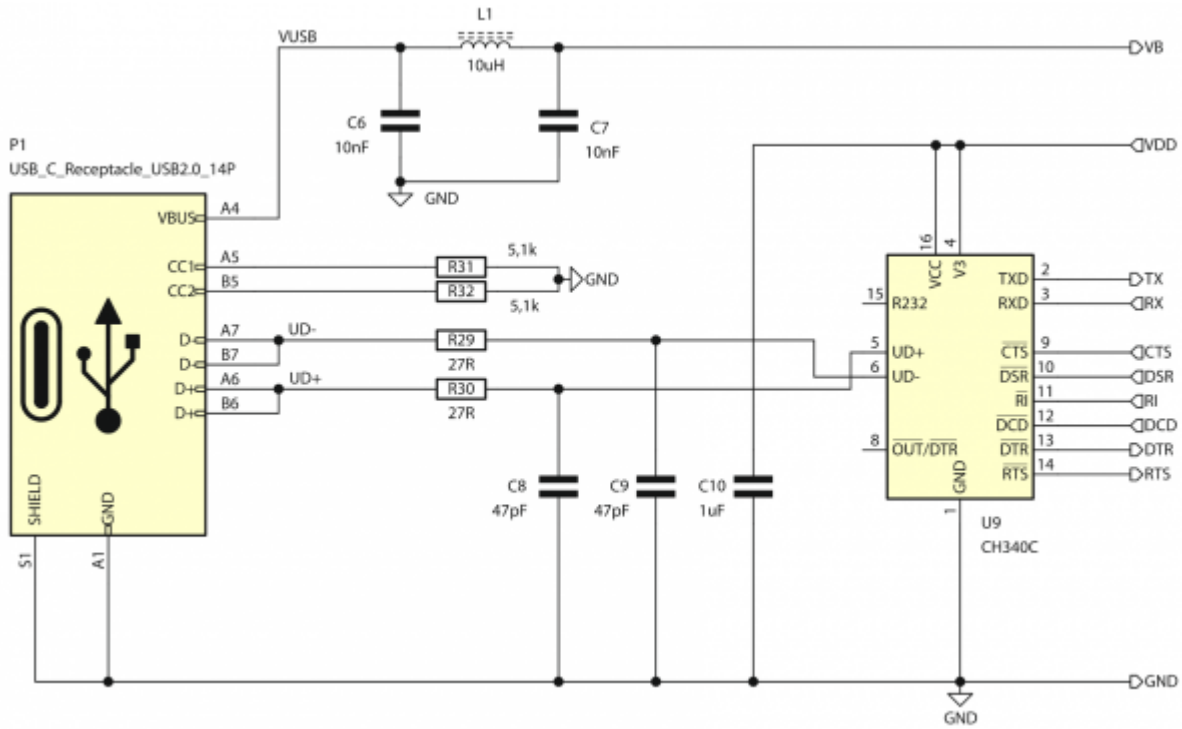 L1
VUSB
10uH
VB
C6
10nF
C7
10nF
GND
VDD
P1
USB_C_Receptacle_USB2.0_14P
VBUS
A4
CC1
A5
CC2
B5
R31
5,1k
R32
5,1k
GND
D-
A7
UD-
D-
B7
R29
27R
D+
A6
UD+
D+
B6
R30
27R
SHIELD
S1
GND
A1
C8
47pF
C9
47pF
C10
1uF
16
VCC
4
V3
15
R232
5
UD+
6
UD-
8
OUT/DTR
TXD
2
TX
RXD
3
RX
CTS
9
CTS
DSR
10
DSR
RI
11
RI
DCD
12
DCD
DTR
13
DTR
RTS
14
RTS
GND
1
U9
CH340C
GND
GND